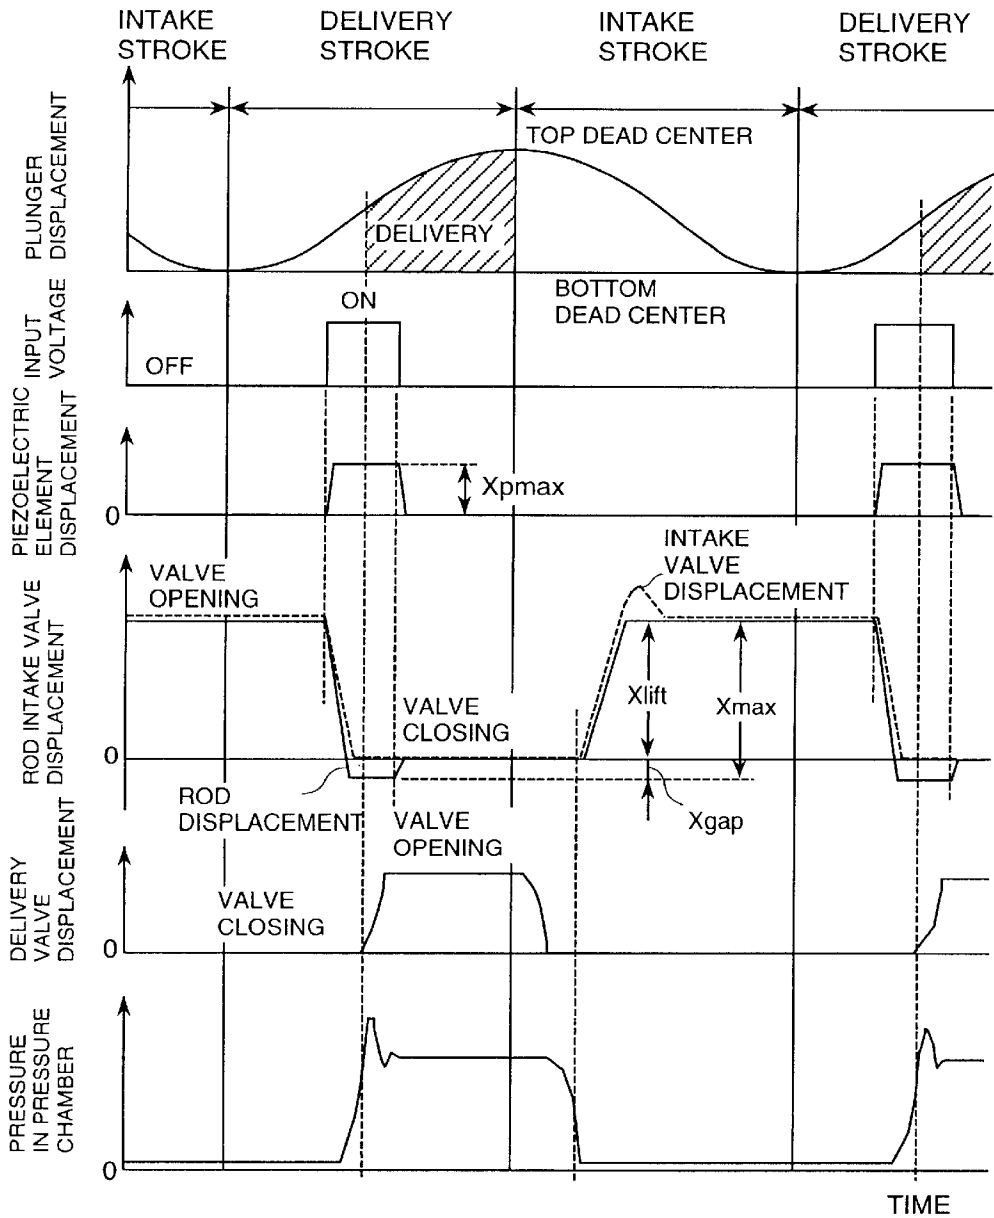 INTAKE
STROKE
DELIVERY
STROKE
INTAKE
STROKE
DELIVERY
STROKE
PLUNGER
DISPLACEMENT
TOP DEAD CENTER
DELIVERY
BOTTOM
DEAD CENTER
INPUT
VOLTAGE
ON
OFF
PIEZOELECTRIC
ELEMENT
DISPLACEMENT
0
Xpmax
ROD INTAKE VALVE
DISPLACEMENT
VALVE
OPENING
INTAKE
VALVE
DISPLACEMENT
Xlift
Xmax
VALVE
CLOSING
0
ROD
DISPLACEMENT
Xgap
VALVE
OPENING
DELIVERY
VALVE
DISPLACEMENT
VALVE
CLOSING
0
PRESSURE
IN PRESSURE
CHAMBER
0
TIME